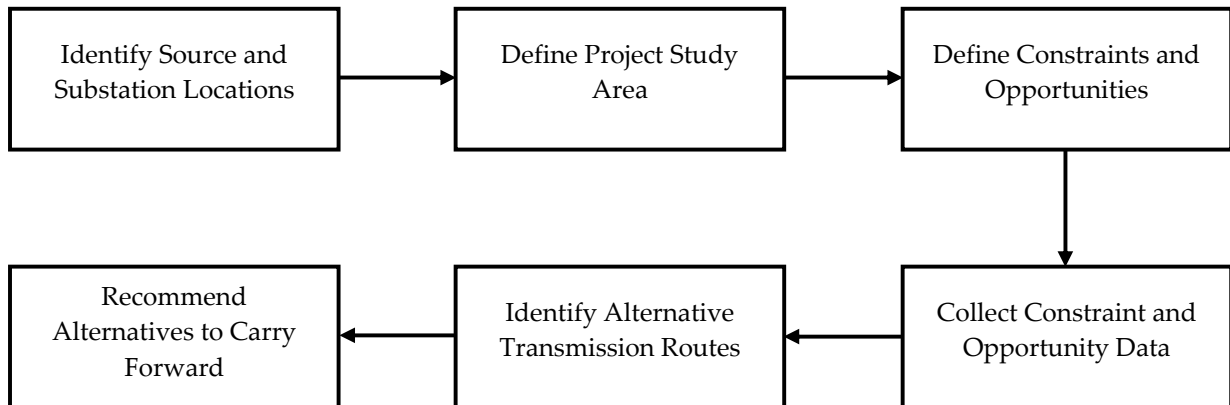 Identify Source and
Substation Locations
Define Project Study
Area
Define Constraints and
Opportunities
Collect Constraint and
Opportunity Data
Identify Alternative
Transmission Routes
Recommend
Alternatives to Carry
Forward